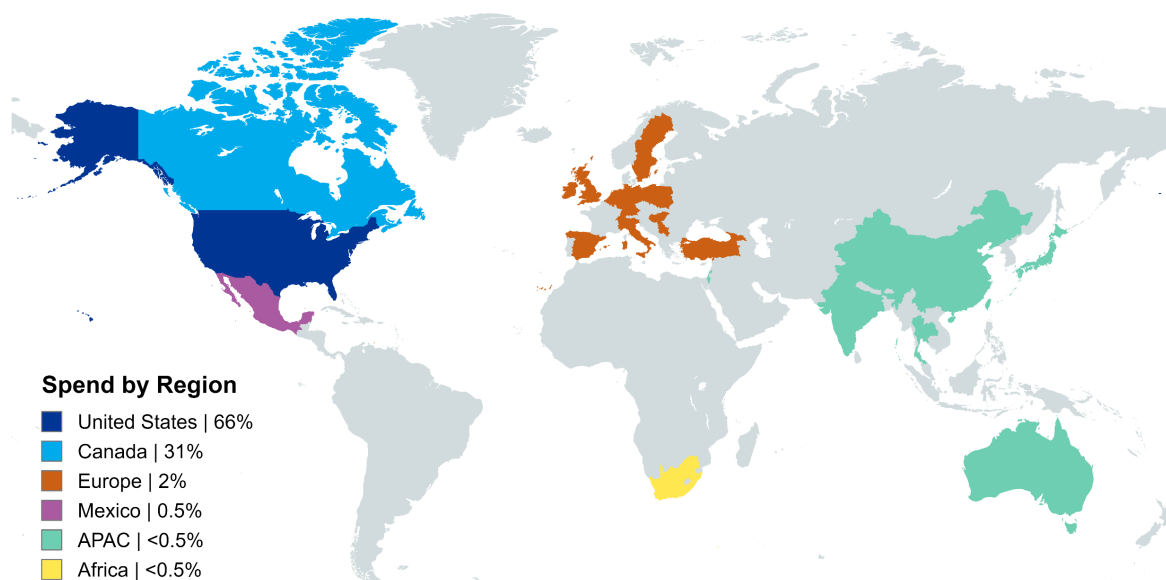 Spend by Region
United States | 66%
Canada | 31%
Europe | 2%
Mexico | 0.5%
APAC | <0.5%
Africa | <0.5%